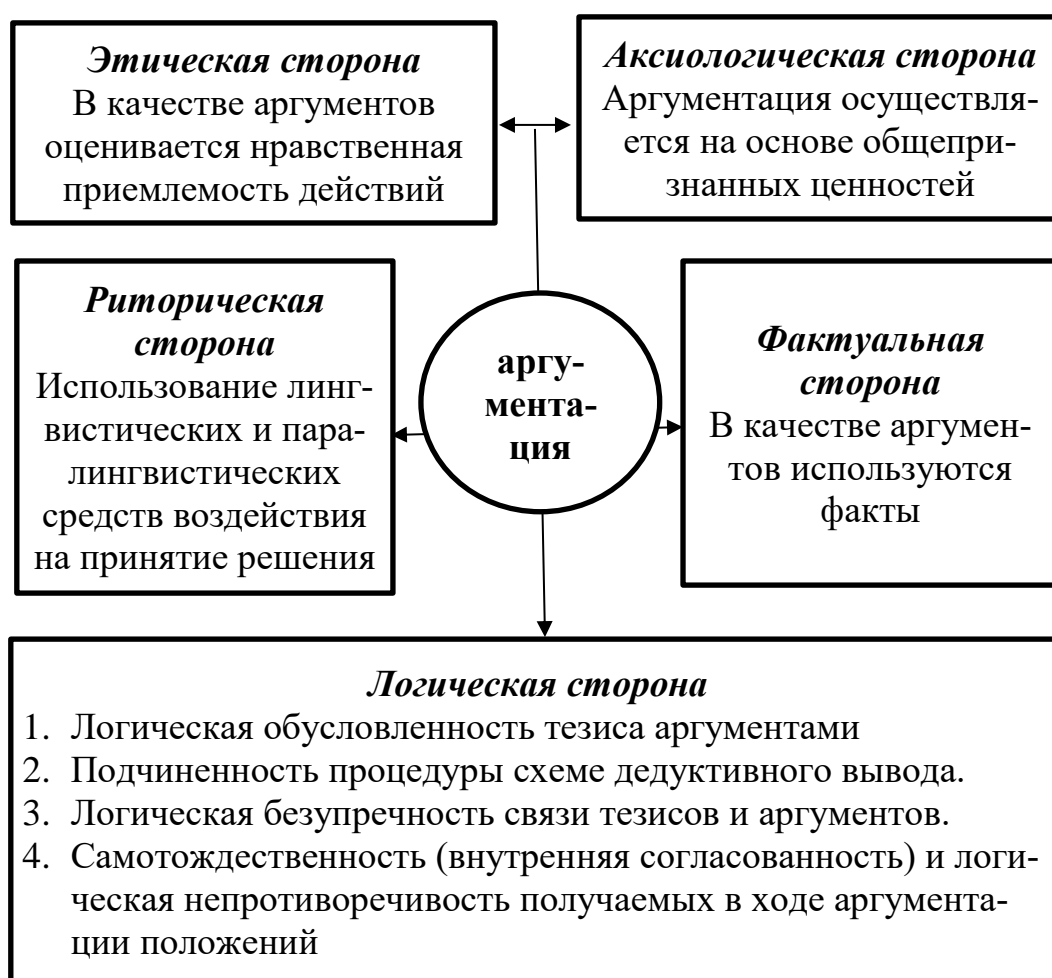 Этическая сторона
В качестве аргументов
оценивается нравственная
приемлемость действий
Аксиологическая сторона
Аргументация осуществля-
ется на основе общепри-
знанных ценностей
Риторическая
сторона
Использование линг-
вистических и пара-
лингвистических
средств воздействия
на принятие решения
аргу-
мента-
ция
Фактуальная
сторона
В качестве аргумен-
тов используются
факты
Логическая сторона
1. Логическая обусловленность тезиса аргументами
2. Подчиненность процедуры схеме дедуктивного вывода.
3. Логическая безупречность связи тезисов и аргументов.
4. Самотождественность (внутренняя согласованность) и логи-
ческая непротиворечивость получаемых в ходе аргумента-
ции положений